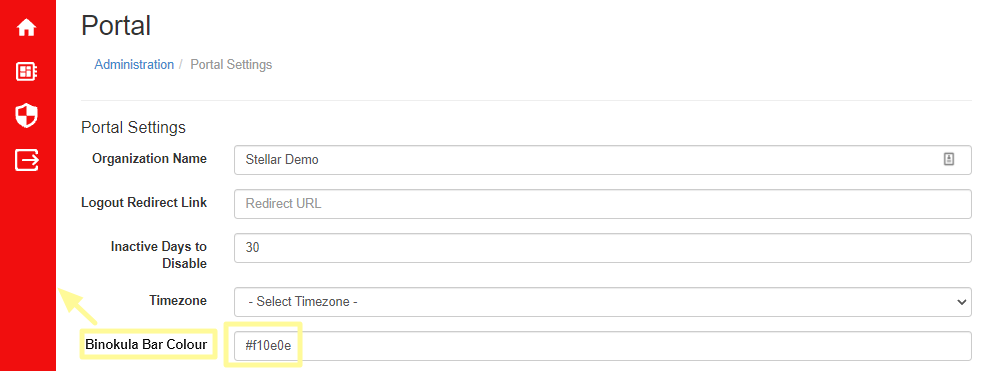 Portal
Administration / Portal Settings
Portal Settings
Organization Name Stellar Demo
Logout Redirect Link Redirect URL
Inactive Days to Disable 30
Timezone - Select Timezone -
Binokula Bar Colour #f10e0e